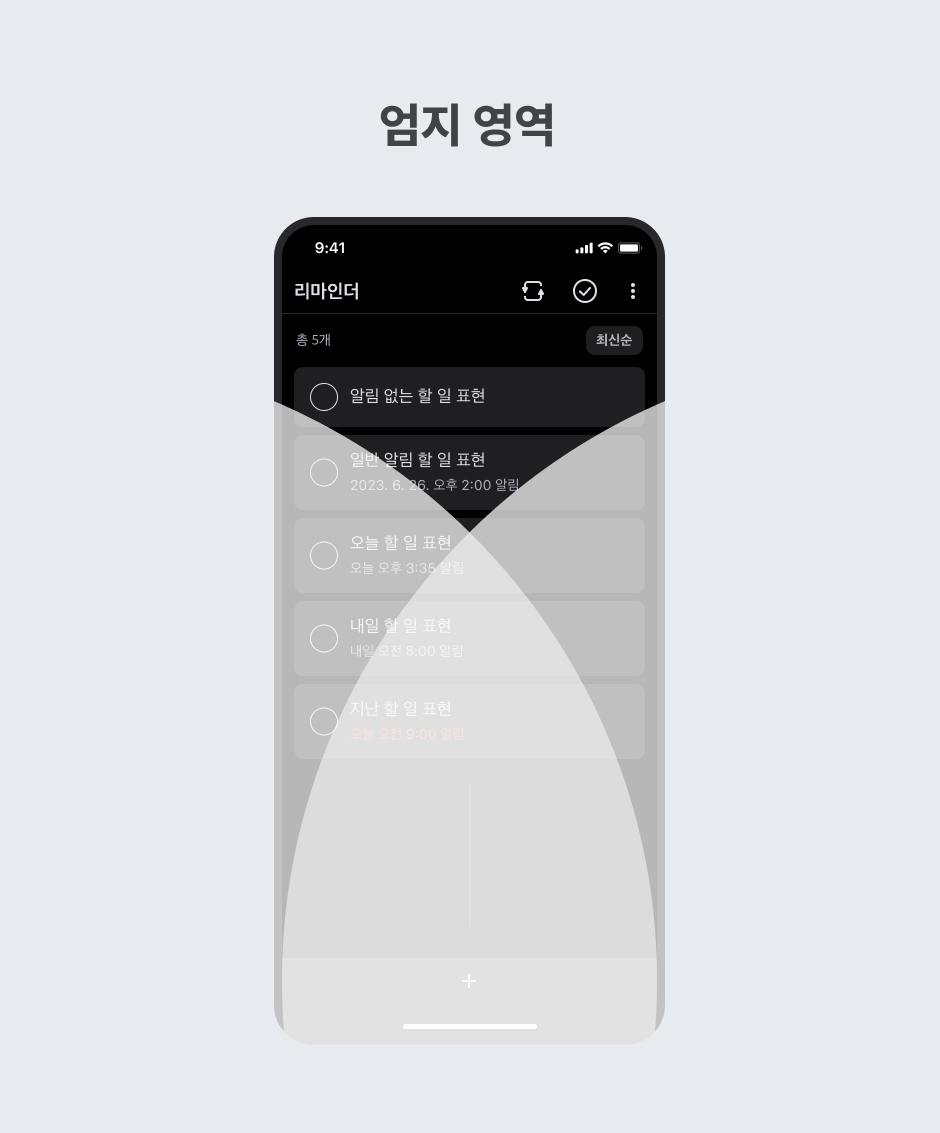 엄지 영역
9:41
리마인더
총 5개
최신순
알림 없는 할 일 표현
일반 알림 할 일 표현
2023. 6. 26. 오후 2:00 알림
오늘 할 일 표현
오늘 오후 3:35 알림
내일 할 일 표현
내일 오전 8:00 알림
지난 할 일 표현
오늘 오전 9:00 알림
+